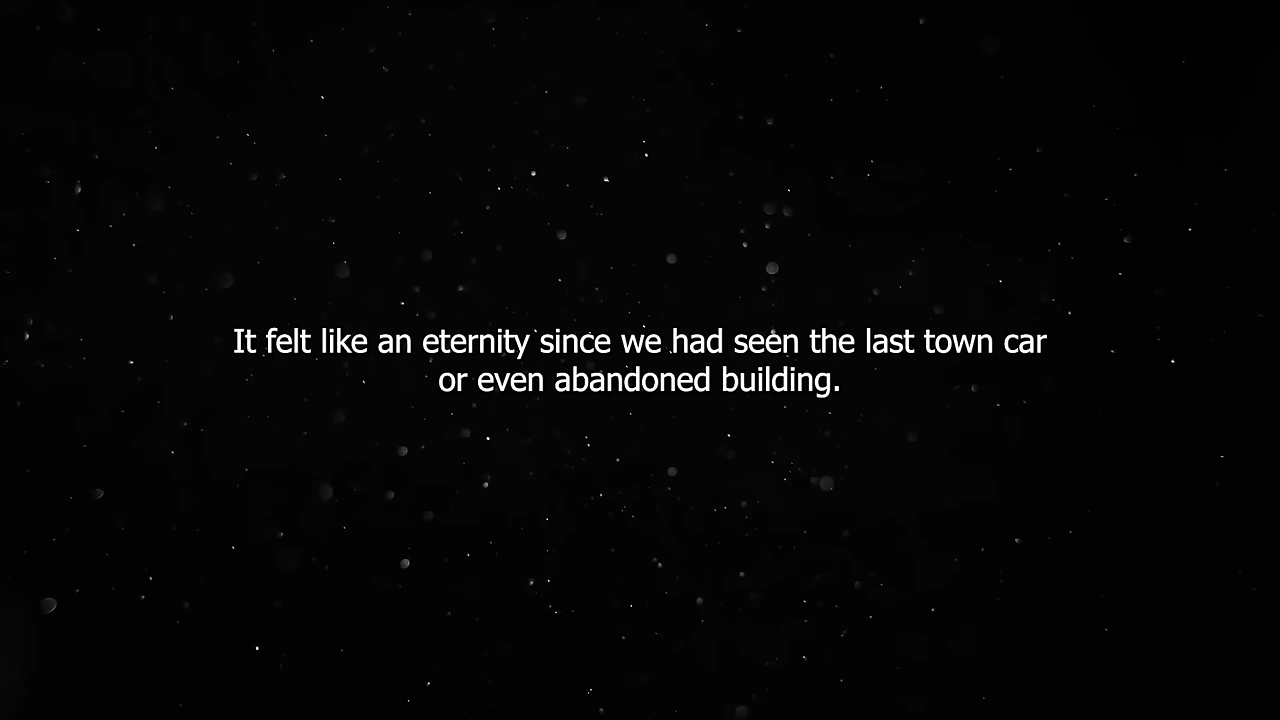 It felt like an eternity since we had seen the last town car
or even abandoned building.